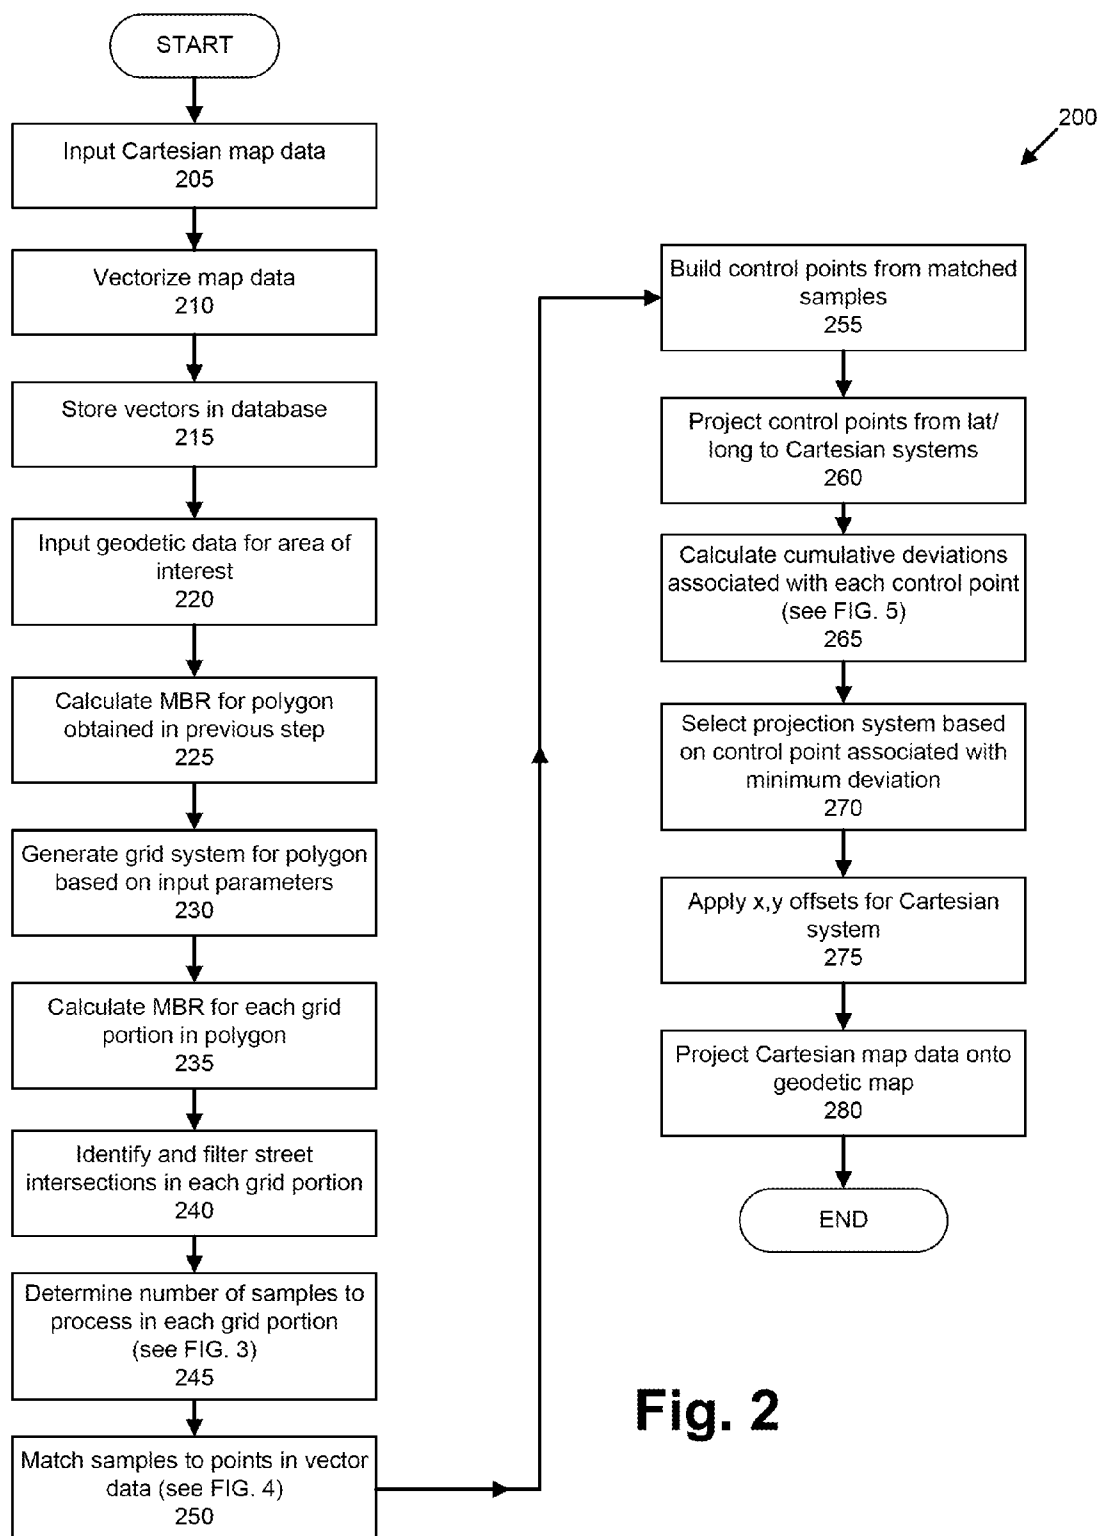 START
Input Cartesian map data
205
Vectorize map data
210
Store vectors in database
215
Input geodetic data for area of
interest
220
Calculate MBR for polygon
obtained in previous step
225
Generate grid system for polygon
based on input parameters
230
Calculate MBR for each grid
portion in polygon
235
Identify and filter street
intersections in each grid portion
240
Determine number of samples to
process in each grid portion
(see FIG. 3)
245
Match samples to points in vector
data (see FIG. 4)
250
200
Build control points from matched
samples
255
Project control points from lat/
long to Cartesian systems
260
Calculate cumulative deviations
associated with each control point
(see FIG. 5)
265
Select projection system based
on control point associated with
minimum deviation
270
Apply x,y offsets for Cartesian
system
275
Project Cartesian map data onto
geodetic map
280
END
Fig. 2